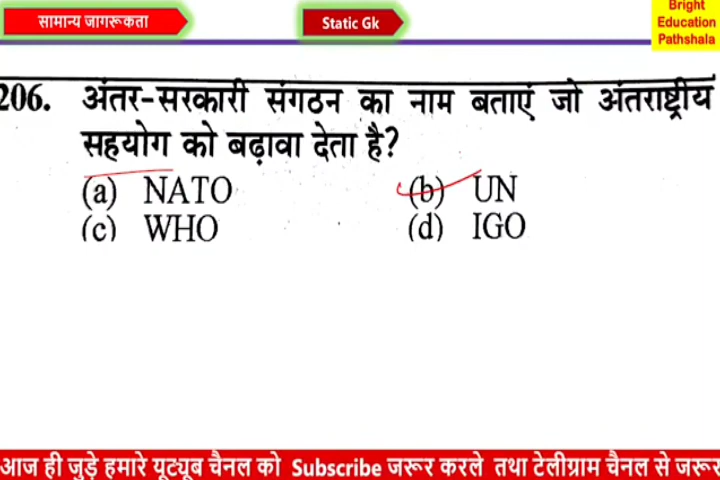 सामान्य जागरूकता
Static Gk
Bright
Education
Pathshala
206. अंतर-सरकारी संगठन का नाम बताएं जो अंतराष्ट्रीय
सहयोग को बढ़ावा देता है?
(a) NATO (b) UN
(c) WHO (d) IGO
आज ही जुड़े हमारे यूट्यूब चैनल को Subscribe जरूर करले तथा टेलीग्राम चैनल से जरूर